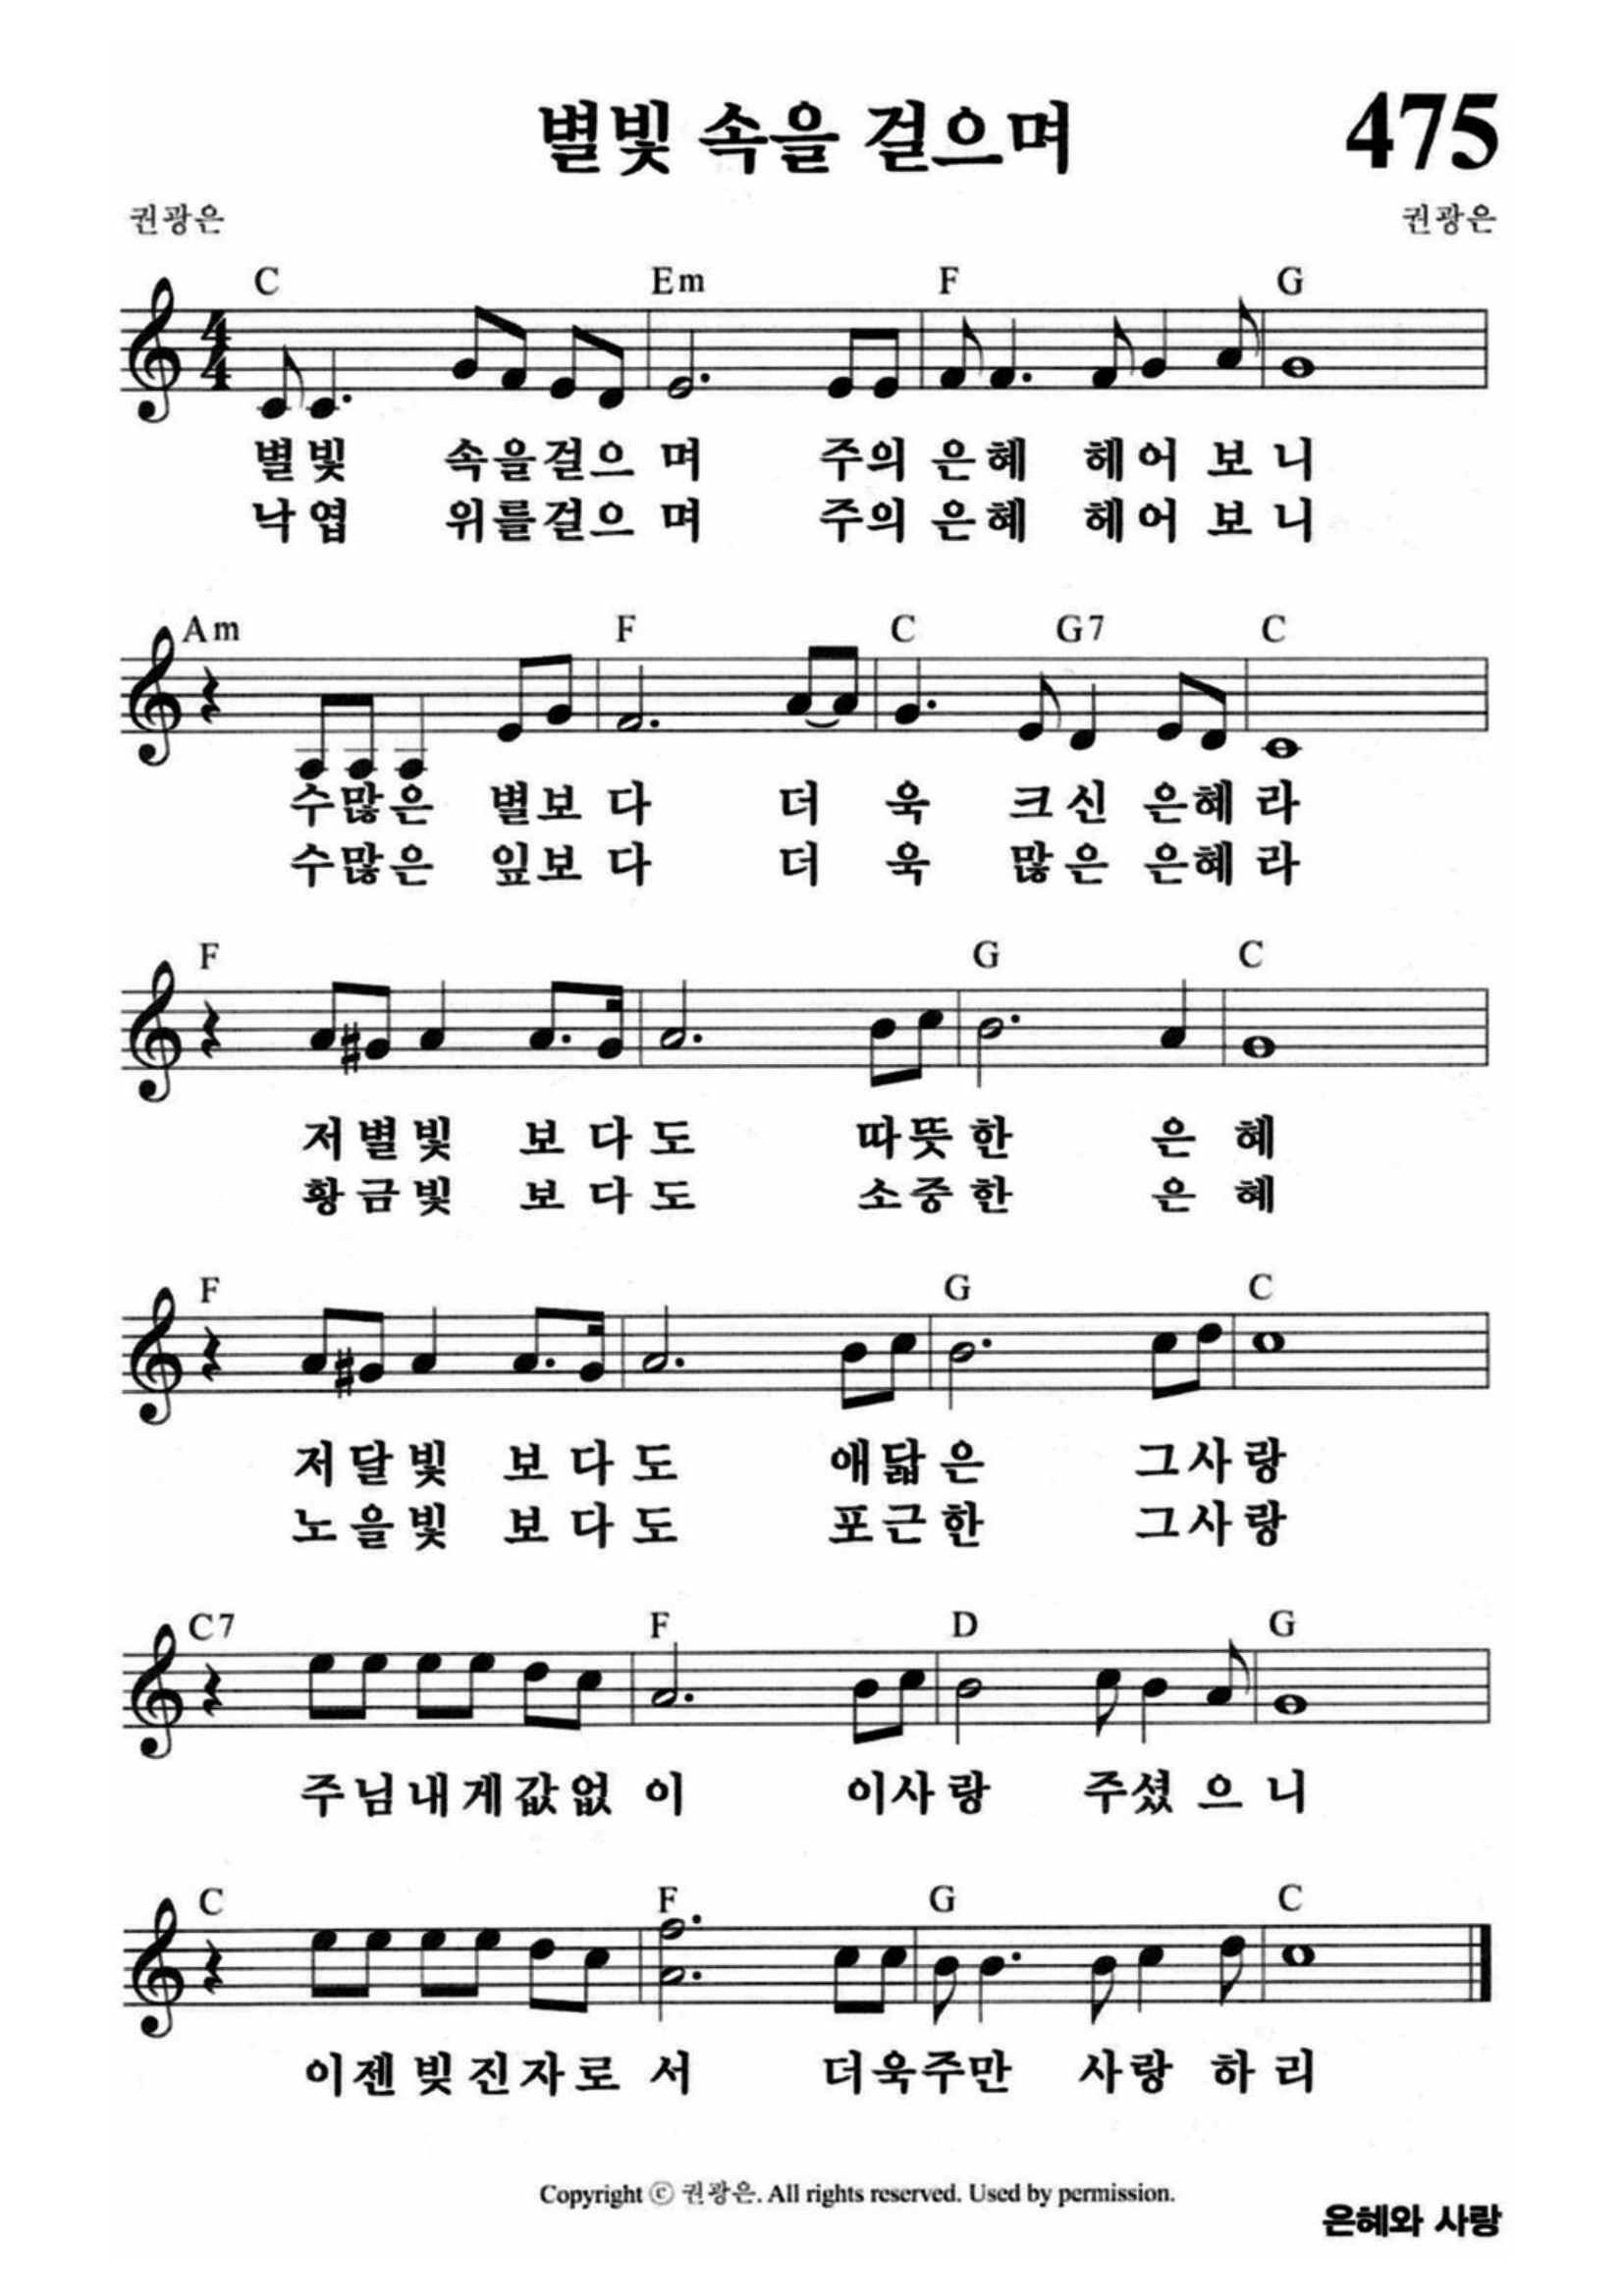 별빛 속을 걸으며 475
권광은 권광은
C Em F G
4
4
별빛 속을걸으 며 주의 은혜 헤어 보 니
낙엽 위를걸으 며 주의 은혜 헤어 보 니
Am F C G7 C
수많은 별보 다 더 욱 크신 은혜 라
수많은 잎보 다 더 욱 많은 은혜 라
F G C
저별빛 보 다 도 따뜻 한 은 혜
황금빛 보 다 도 소중 한 은 혜
F G C
저달빛 보 다 도 애닯 은 그사 랑
노을빛 보 다 도 포근 한 그사 랑
C7 F D G
주님내게값없 이 이사 랑 주셨 으 니
C F G C
이젠 빚진자로 서 더욱주만 사랑 하 리
Copyright ⓒ 권광은. All rights reserved. Used by permission.
은혜와 사랑